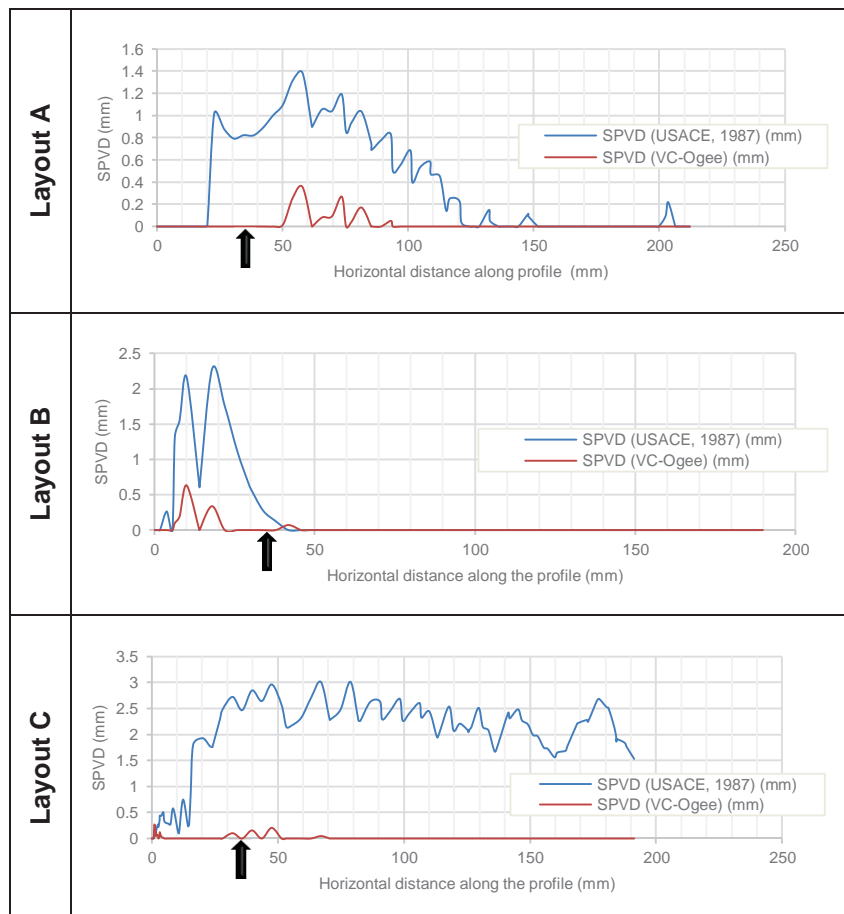 Layout A
SPVD (mm)
1.6
1.4
1.2
1
0.8
0.6
0.4
0.2
0
SPVD (USACE, 1987) (mm)
SPVD (VC-Ogee) (mm)
0 50 100 150 200 250
Horizontal distance along profile (mm)
Layout B
SPVD (mm)
2.5
2
1.5
1
0.5
0
SPVD (USACE, 1987) (mm)
SPVD (VC-Ogee) (mm)
0 50 100 150 200
Horizontal distance along the profile (mm)
Layout C
SPVD (mm)
3.5
3
2.5
2
1.5
1
0.5
0
SPVD (USACE, 1987) (mm)
SPVD (VC-Ogee) (mm)
0 50 100 150 200 250
Horizontal distance along the profile (mm)